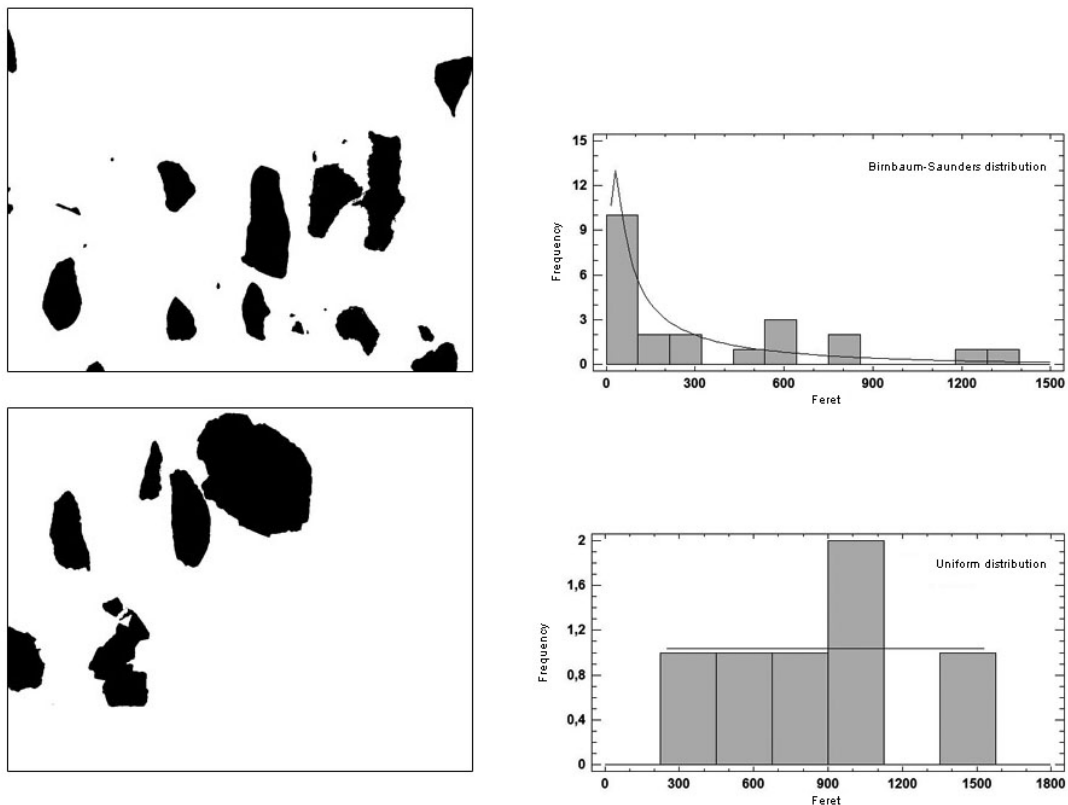 15
12
9
6
3
0
Frequency
Birnbaum-Saunders distribution
0 300 600 900 1200 1500
Feret
2
1,6
1,2
0,8
0,4
0
Frequency
Uniform distribution
0 300 600 900 1200 1500 1800
Feret